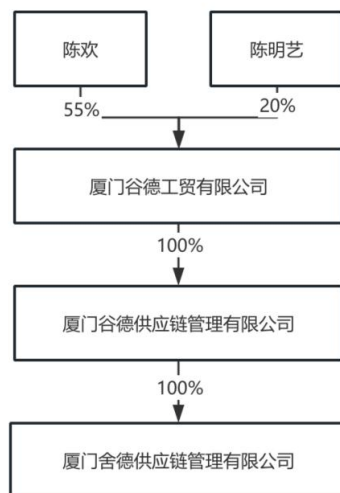 陈欢
陈明艺
55%
20%
厦门谷德工贸有限公司
100%
厦门谷德供应链管理有限公司
100%
厦门舍德供应链管理有限公司